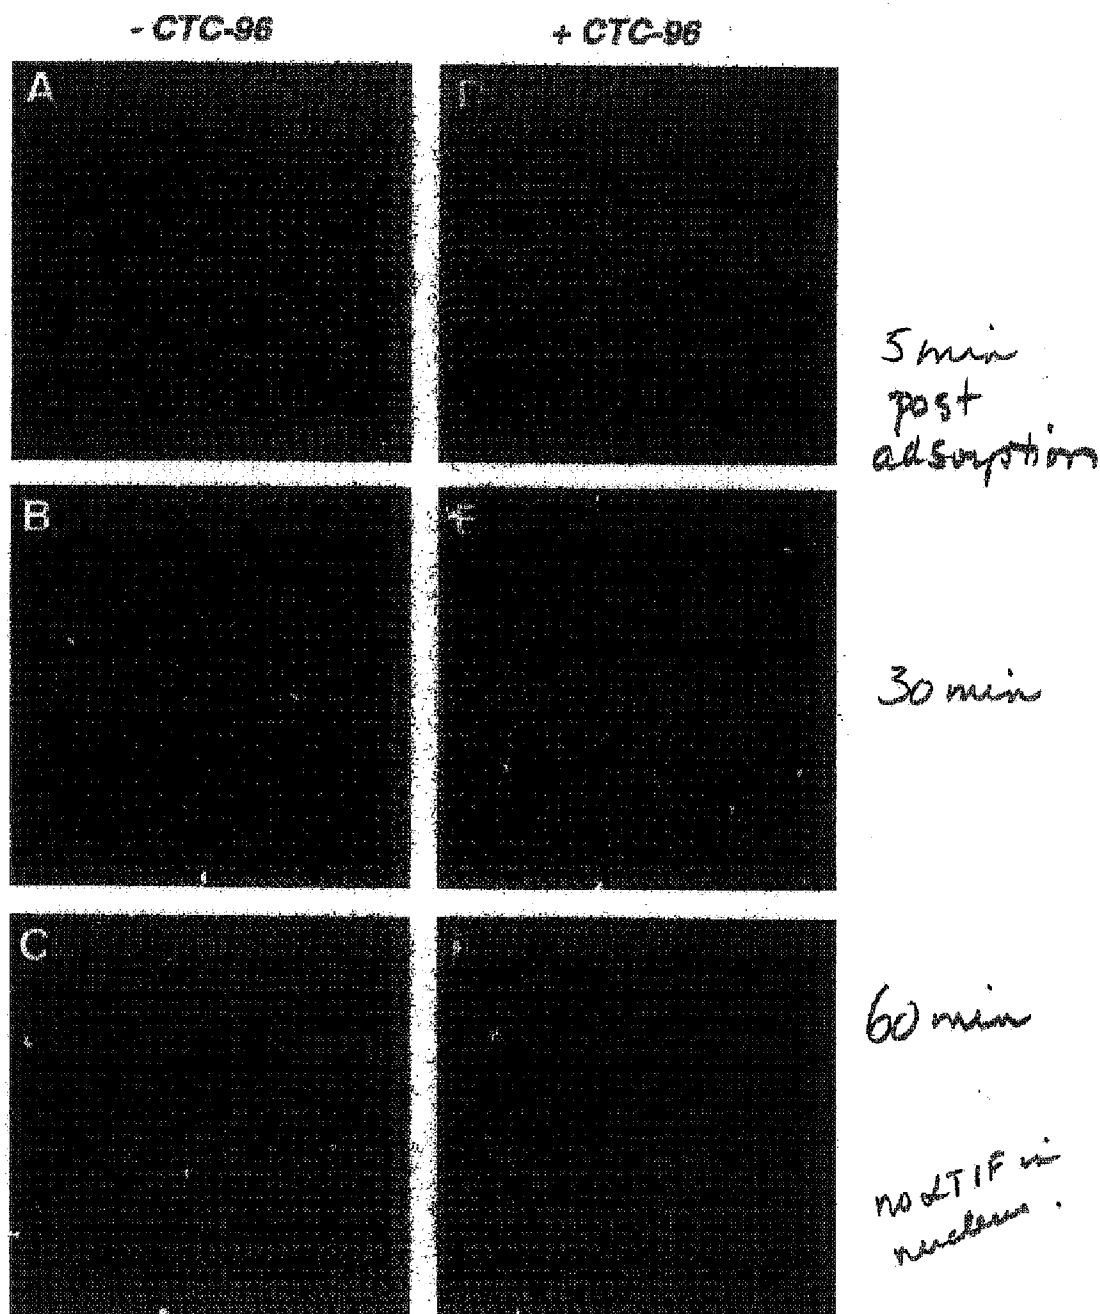 - CTC-96
+ CTC-96
A
B
E
C
5 min
post
adsorption
30 min
60 min
no αTIF in
nucleus.